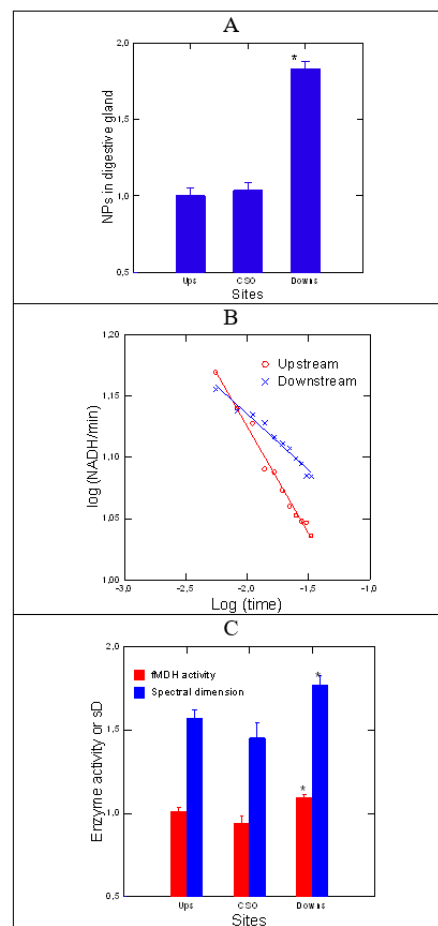 A
2,0
1,5
1,0
0,5
NPs in digestive gland
*
Ups CSO Downs
Sites
B
1,20
1,15
1,10
1,05
1,00
log (NADH/min)
Upstream
Downstream
-3,0 -2,5 -2,0 -1,5 -1,0
Log (time)
C
2,0
1,5
1,0
0,5
Enzyme activity or sD
fMDH activity
Spectral dimension
*
*
Ups CSO Downs
Sites